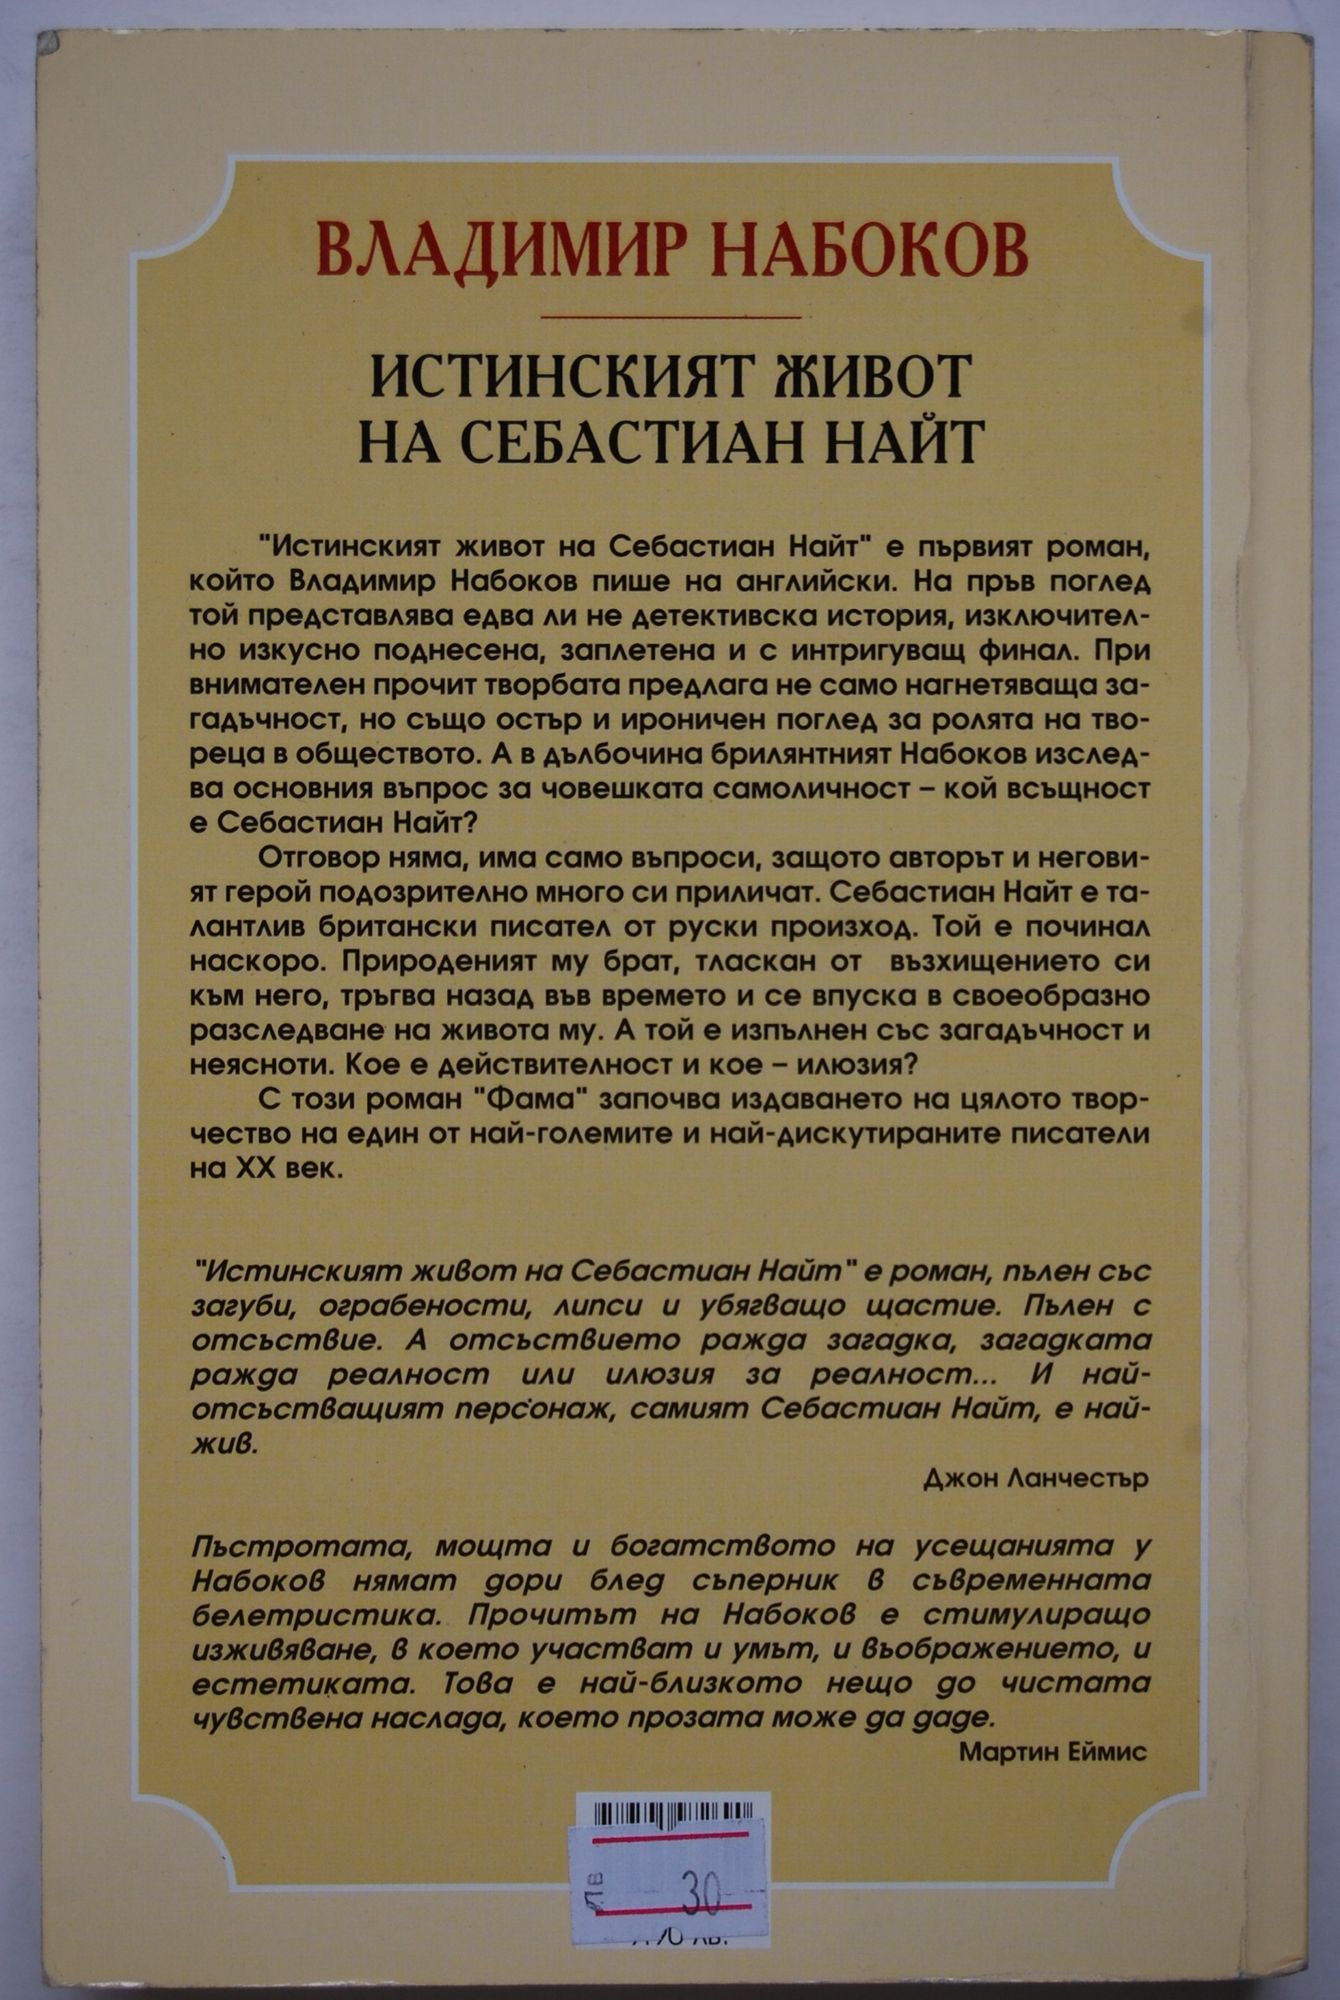 ВЛАДИМИР НАБОКОВ
ИСТИНСКИЯТ ЖИВОТ
НА СЕБАСТИАН НАЙТ
"Истинският живот на Себастиан Найт" е първият роман,
който Владимир Набоков пише на английски. На пръв поглед
той представлява едва ли не детективска история, изключител-
но изкусно поднесена, заплетена и с интригуващ финал. При
внимателен прочит творбата предлага не само нагнетяваща за-
гадъчност, но също остър и ироничен поглед за ролята на тво-
реца в обществото. А в дълбочина брилянтният Набоков изслед-
ва основния въпрос за човешката самоличност – кой всъщност
е Себастиан Найт?
Отговор няма, има само въпроси, защото авторът и негови-
ят герой подозрително много си приличат. Себастиан Найт е та-
лантлив британски писател от руски произход. Той е починал
наскоро. Природеният му брат, тласкан от възхищението си
към него, тръгва назад във времето и се впуска в своеобразно
разследване на живота му. А той е изпълнен със загадъчност и
неясноти. Кое е действителност и кое – илюзия?
С този роман "Фама" започва издаването на цялото твор-
чество на един от най-големите и най-дискутираните писатели
на XX век.
"Истинският живот на Себастиан Найт" е роман, пълен със
загуби, ограбености, липси и убягващо щастие. Пълен с
отсъствие. А отсъствието ражда загадка, загадката
ражда реалност или илюзия за реалност... И най-
отсъстващият персонаж, самият Себастиан Найт, е най-
жив.
Джон Ланчестър
Пъстротата, мощта и богатството на усещанията у
Набоков нямат дори блед съперник в съвременната
белетристика. Прочитът на Набоков е стимулиращо
изживяване, в което участват и умът, и въображението, и
естетиката. Това е най-близкото нещо до чистата
чувствена наслада, което прозата може да даде.
Мартин Еймис
лв 30